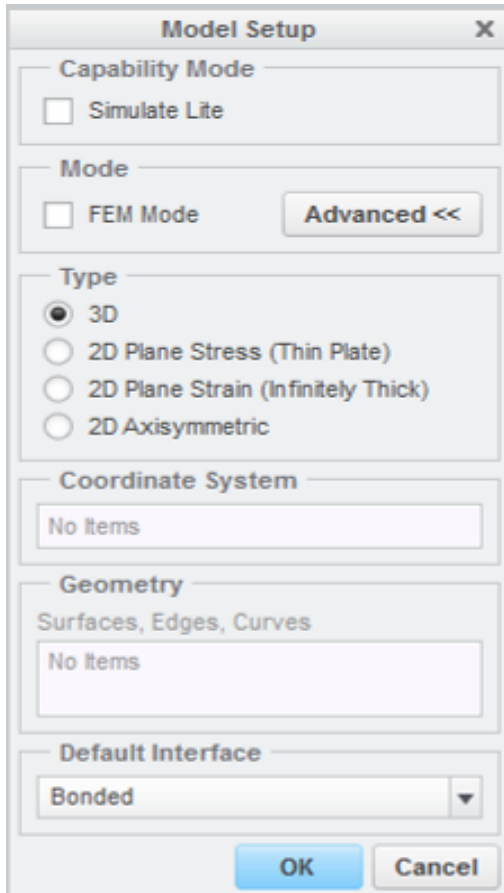 Model Setup X
Capability Mode
Simulate Lite
Mode
FEM Mode Advanced <<
Type
3D
2D Plane Stress (Thin Plate)
2D Plane Strain (Infinitely Thick)
2D Axisymmetric
Coordinate System
No Items
Geometry
Surfaces, Edges, Curves
No Items
Default Interface
Bonded
OK Cancel